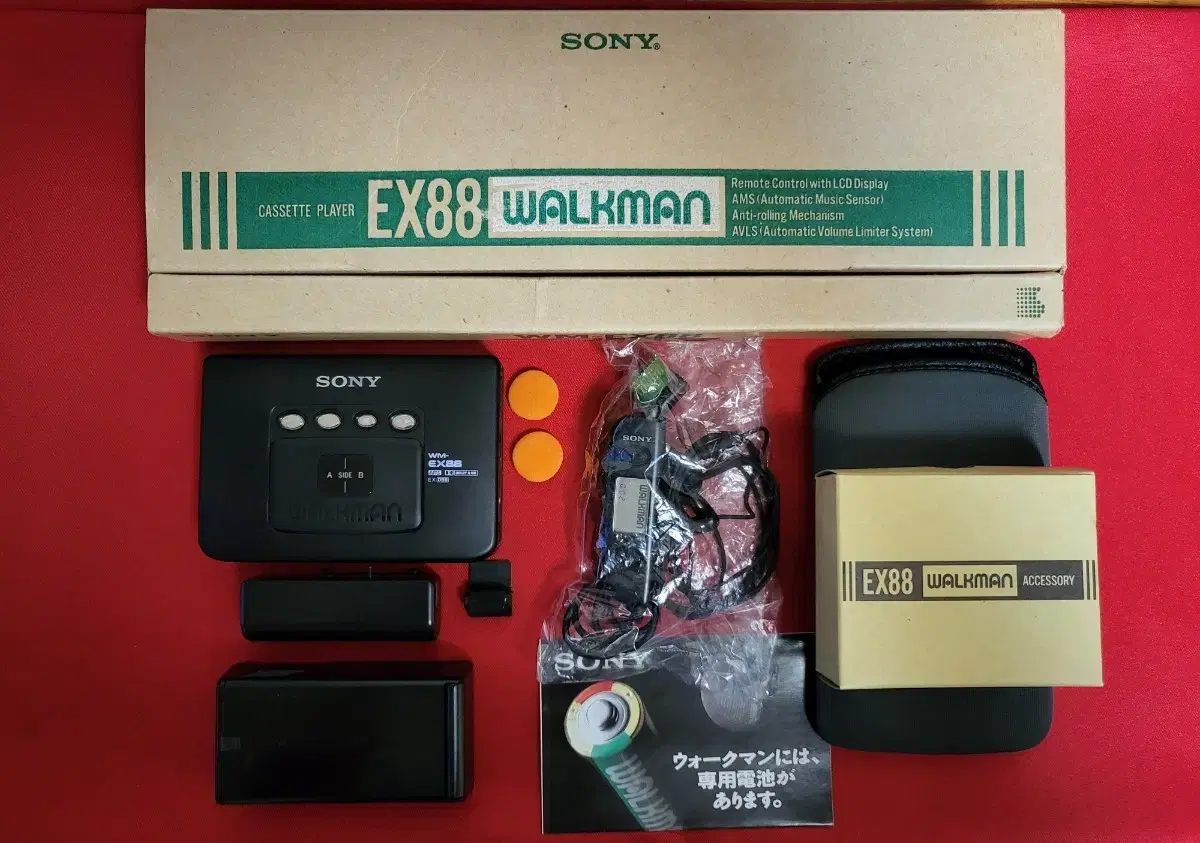 SONY®
CASSETTE PLAYER
EX88
WALKMAN
Remote Control with LCD Display
AMS (Automatic Music Sensor)
Anti-rolling Mechanism
AVLS (Automatic Volume Limiter System)
SONY
WM-
EX88
A SIDE B
WALKMAN
SONY
WALKMAN
EX88 WALKMAN ACCESSORY
SONY
WALKMAN
ウォークマンには、
専用電池が
あります。